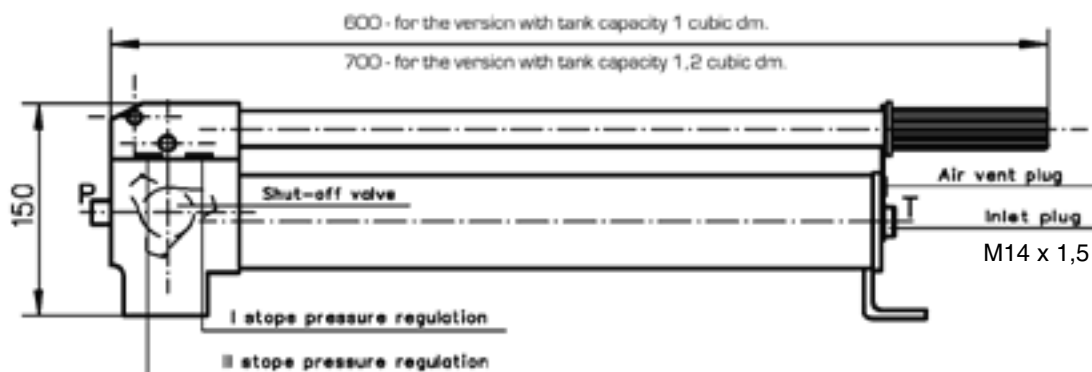 600 - for the version with tank capacity 1 cubic dm.
700 - for the version with tank capacity 1,2 cubic dm.
150
P
Shut-off valve
Air vent plug
T
Inlet plug
M14 x 1,5
I stope pressure regulation
II stope pressure regulation